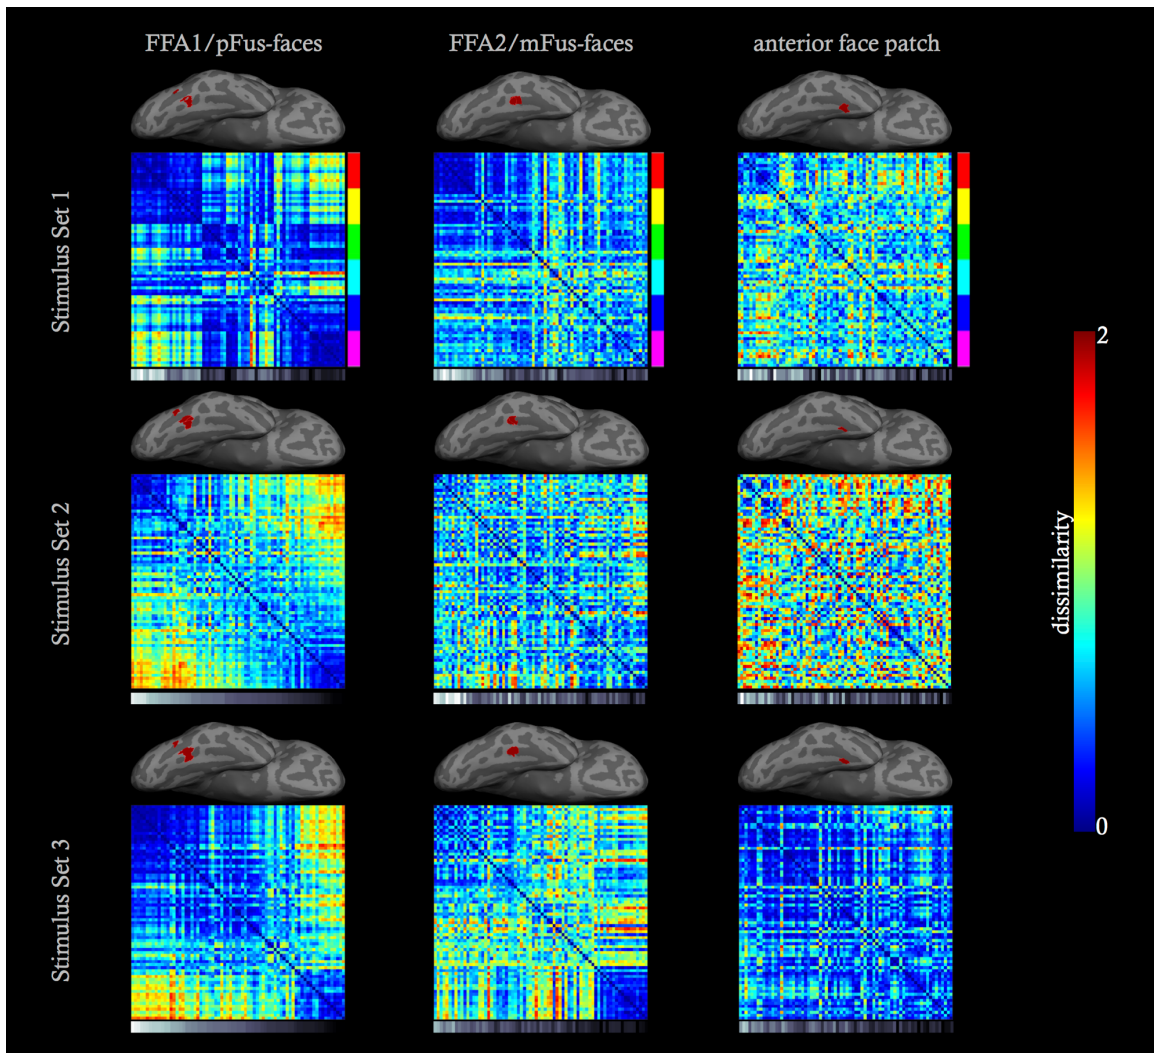 FFA1/pFus-faces
FFA2/mFus-faces
anterior face patch
Stimulus Set 1
Stimulus Set 2
Stimulus Set 3
2
dissimilarity
0